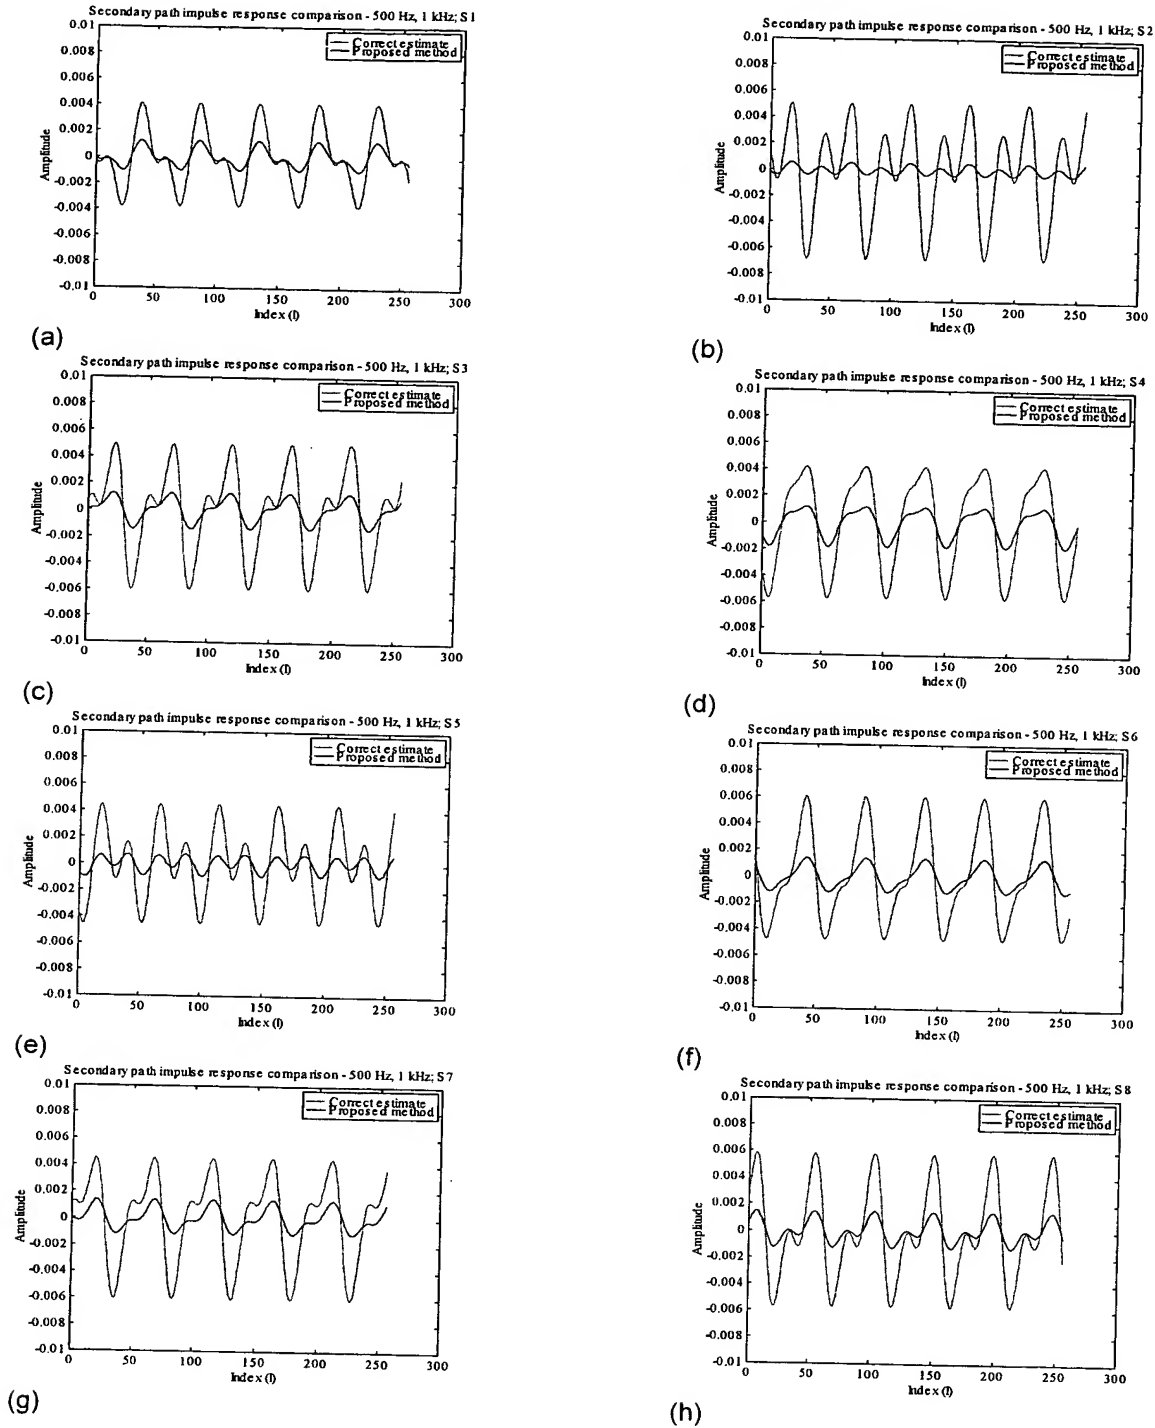 Secondary path impulse response comparison - 500 Hz, 1 kHz; S1
0.01
0.008
0.006
0.004
0.002
0
-0.002
-0.004
-0.006
-0.008
-0.01
Amplitude
Correct estimate
Proposed method
0 50 100 150 200 250 300
Index (l)
(a)
Secondary path impulse response comparison - 500 Hz, 1 kHz; S2
0.01
0.008
0.006
0.004
0.002
0
-0.002
-0.004
-0.006
-0.008
-0.01
Amplitude
Correct estimate
Proposed method
0 50 100 150 200 250 300
Index (l)
(b)
Secondary path impulse response comparison - 500 Hz, 1 kHz; S3
0.01
0.008
0.006
0.004
0.002
0
-0.002
-0.004
-0.006
-0.008
-0.01
Amplitude
Correct estimate
Proposed method
0 50 100 150 200 250 300
Index (l)
(c)
Secondary path impulse response comparison - 500 Hz, 1 kHz; S4
0.01
0.008
0.006
0.004
0.002
0
-0.002
-0.004
-0.006
-0.008
-0.01
Amplitude
Correct estimate
Proposed method
0 50 100 150 200 250 300
Index (l)
(d)
Secondary path impulse response comparison - 500 Hz, 1 kHz; S5
0.01
0.008
0.006
0.004
0.002
0
-0.002
-0.004
-0.006
-0.008
-0.01
Amplitude
Correct estimate
Proposed method
0 50 100 150 200 250 300
Index (l)
(e)
Secondary path impulse response comparison - 500 Hz, 1 kHz; S6
0.01
0.008
0.006
0.004
0.002
0
-0.002
-0.004
-0.006
-0.008
-0.01
Amplitude
Correct estimate
Proposed method
0 50 100 150 200 250 300
Index (l)
(f)
Secondary path impulse response comparison - 500 Hz, 1 kHz; S7
0.01
0.008
0.006
0.004
0.002
0
-0.002
-0.004
-0.006
-0.008
-0.01
Amplitude
Correct estimate
Proposed method
0 50 100 150 200 250 300
Index (l)
(g)
Secondary path impulse response comparison - 500 Hz, 1 kHz; S8
0.01
0.008
0.006
0.004
0.002
0
-0.002
-0.004
-0.006
-0.008
-0.01
Amplitude
Correct estimate
Proposed method
0 50 100 150 200 250 300
Index (l)
(h)